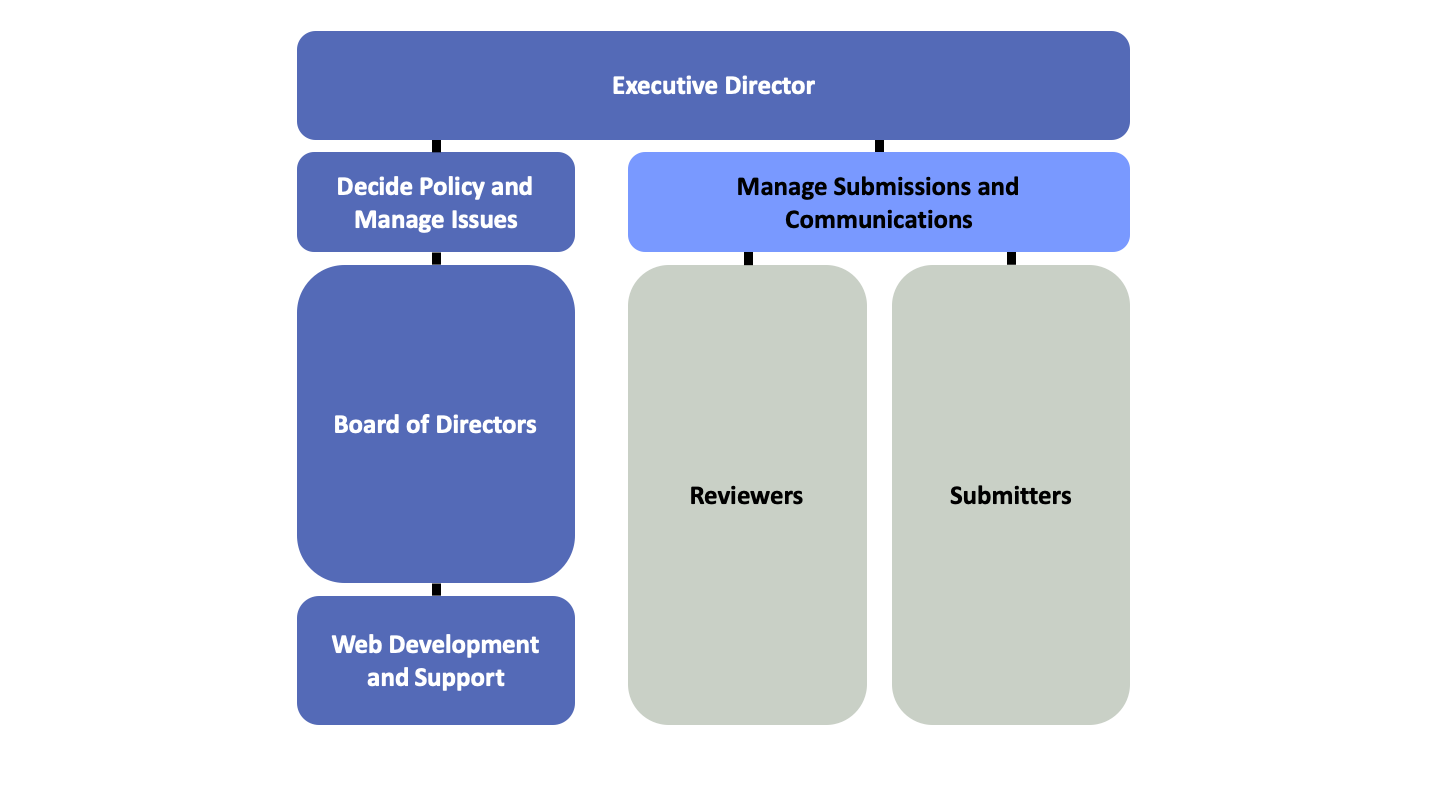 Executive Director
Decide Policy and
Manage Issues
Manage Submissions and
Communications
Board of Directors
Reviewers
Submitters
Web Development
and Support